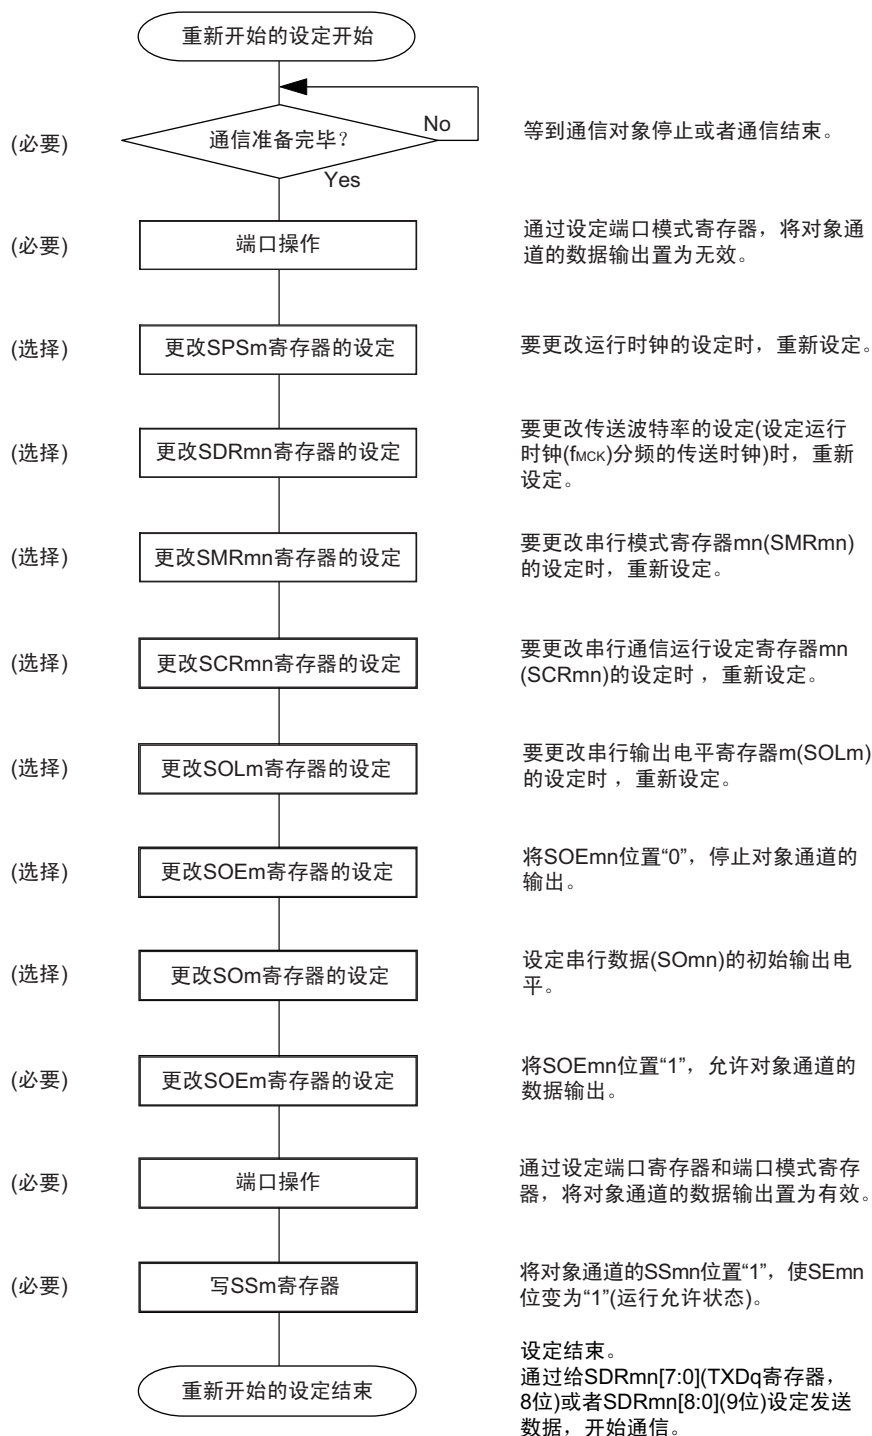 重新开始的设定开始
(必要)
通信准备完毕？
No
Yes
等到通信对象停止或者通信结束。
(必要)
端口操作
通过设定端口模式寄存器，将对象通
道的数据输出置为无效。
(选择)
更改SPSm寄存器的设定
要更改运行时钟的设定时，重新设定。
(选择)
更改SDRmn寄存器的设定
要更改传送波特率的设定(设定运行
时钟(fMCK)分频的传送时钟)时，重新
设定。
(选择)
更改SMRmn寄存器的设定
要更改串行模式寄存器mn(SMRmn)
的设定时，重新设定。
(选择)
更改SCRmn寄存器的设定
要更改串行通信运行设定寄存器mn
(SCRmn)的设定时，重新设定。
(选择)
更改SOLm寄存器的设定
要更改串行输出电平寄存器m(SOLm)
的设定时，重新设定。
(选择)
更改SOEm寄存器的设定
将SOEmn位置“0”，停止对象通道的
输出。
(选择)
更改SOm寄存器的设定
设定串行数据(SOmn)的初始输出电
平。
(必要)
更改SOEm寄存器的设定
将SOEmn位置“1”，允许对象通道的
数据输出。
(必要)
端口操作
通过设定端口寄存器和端口模式寄存
器，将对象通道的数据输出置为有效。
(必要)
写SSm寄存器
将对象通道的SSmn位置“1”，使SEmn
位变为“1”(运行允许状态)。
重新开始的设定结束
设定结束。
通过给SDRmn[7:0](TXDq寄存器，
8位)或者SDRmn[8:0](9位)设定发送
数据，开始通信。